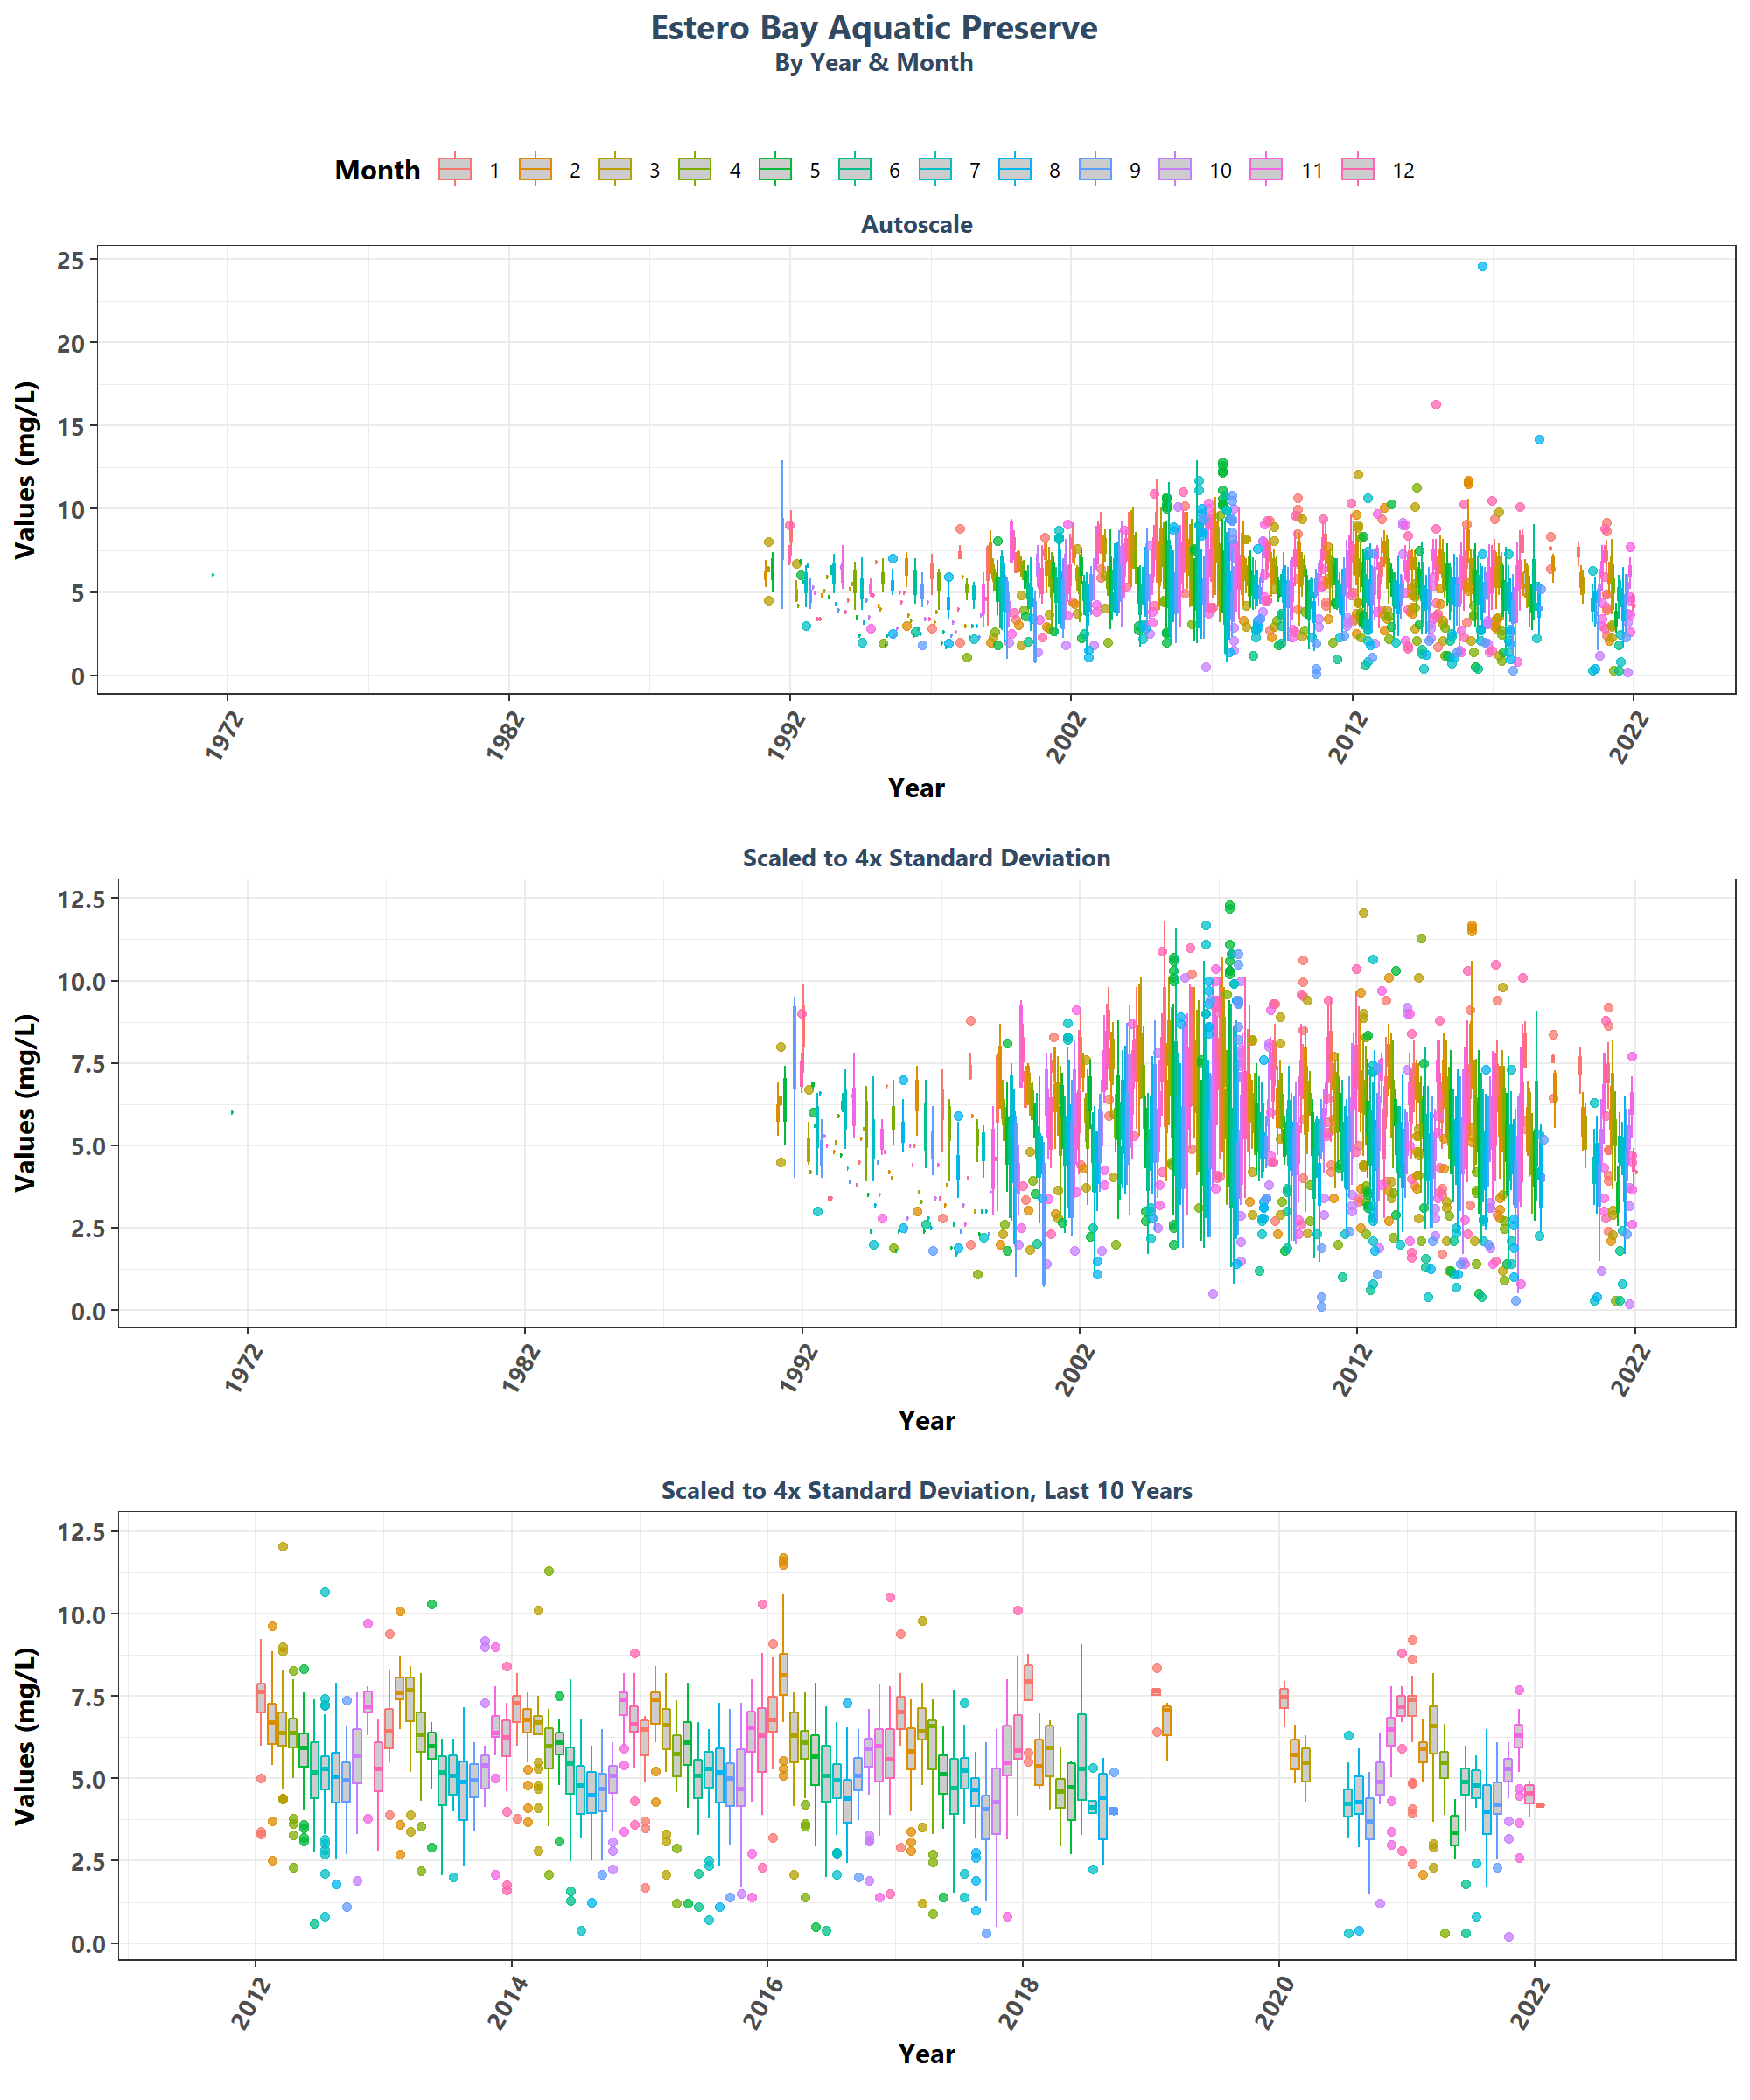 Estero Bay Aquatic Preserve
By Year & Month
Month 1 2 3 4 5 6 7 8 9 10 11 12
Autoscale
Values (mg/L)
25
20
15
10
5
0
1972 1982 1992 2002 2012 2022
Year
Scaled to 4x Standard Deviation
Values (mg/L)
12.5
10.0
7.5
5.0
2.5
0.0
1972 1982 1992 2002 2012 2022
Year
Scaled to 4x Standard Deviation, Last 10 Years
Values (mg/L)
12.5
10.0
7.5
5.0
2.5
0.0
2012 2014 2016 2018 2020 2022
Year